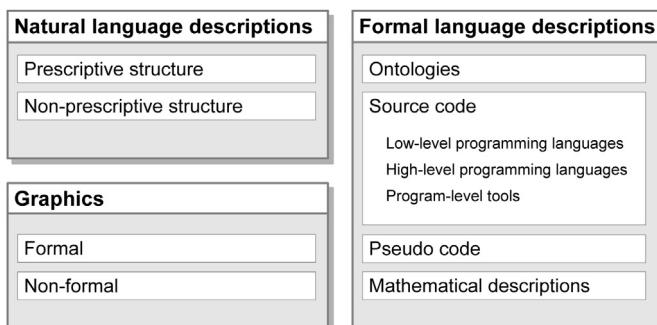 Natural language descriptions
Prescriptive structure
Non-prescriptive structure
Graphics
Formal
Non-formal
Formal language descriptions
Ontologies
Source code
Low-level programming languages
High-level programming languages
Program-level tools
Pseudo code
Mathematical descriptions